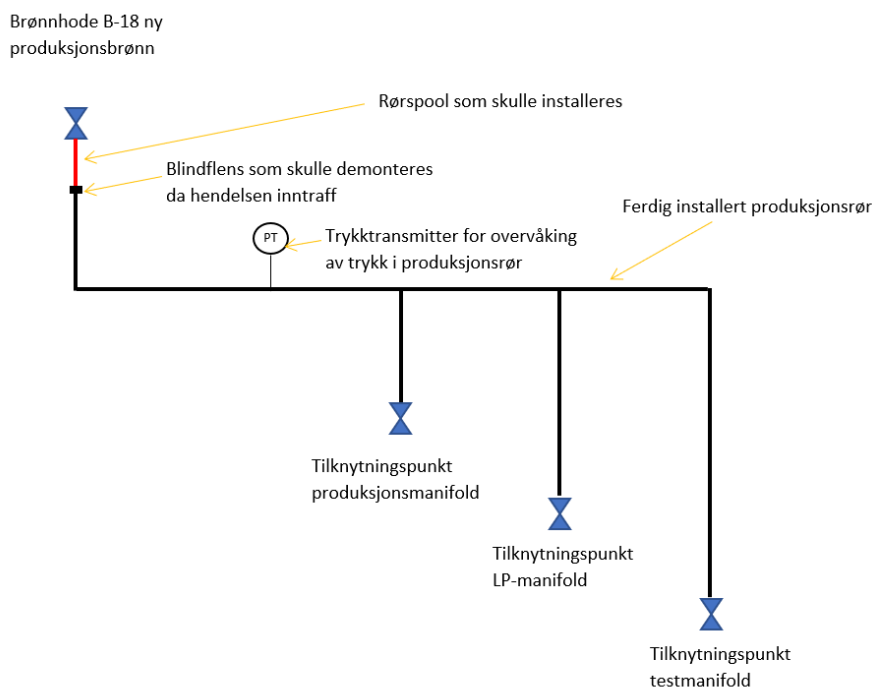 Brønnhode B-18 ny
produksjonsbrønn
Rørspool som skulle installeres
Blindflens som skulle demonteres
da hendelsen inntraff
Ferdig installert produksjonsrør
PT
Trykktransmitter for overvåking
av trykk i produksjonsrør
Tilknytningspunkt
produksjonsmanifold
Tilknytningspunkt
LP-manifold
Tilknytningspunkt
testmanifold